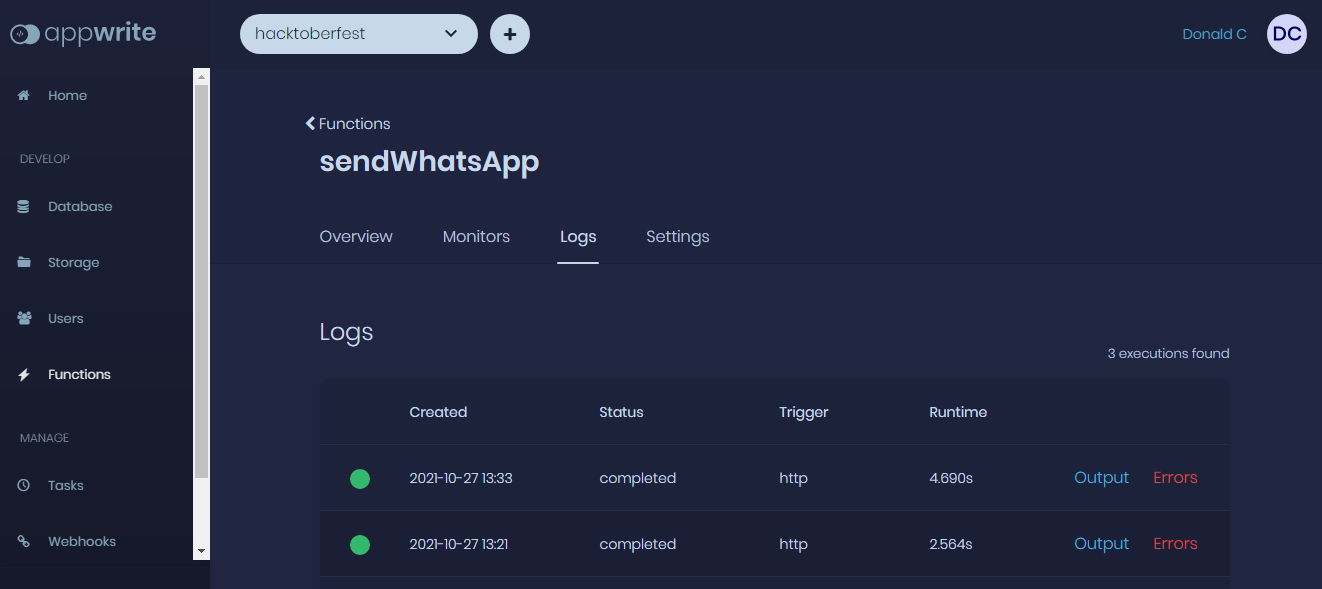 appwrite
hacktoberfest
+
Donald C
DC
Home
DEVELOP
Database
Storage
Users
Functions
MANAGE
Tasks
Webhooks
Functions
sendWhatsApp
Overview Monitors Logs Settings
Logs
3 executions found
Created Status Trigger Runtime
2021-10-27 13:33 completed http 4.690s Output Errors
2021-10-27 13:21 completed http 2.564s Output Errors